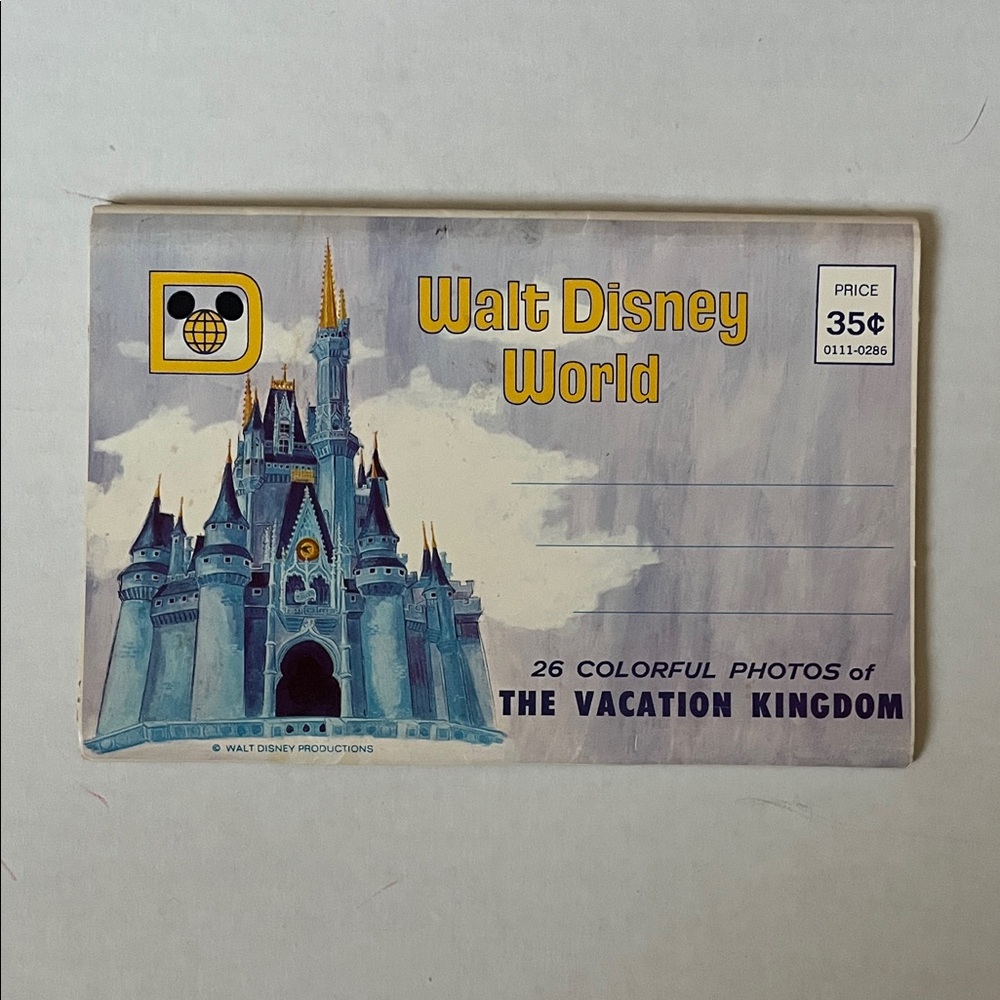 Walt Disney
World
PRICE
35¢
0111-0286
26 COLORFUL PHOTOS of
THE VACATION KINGDOM
© WALT DISNEY PRODUCTIONS